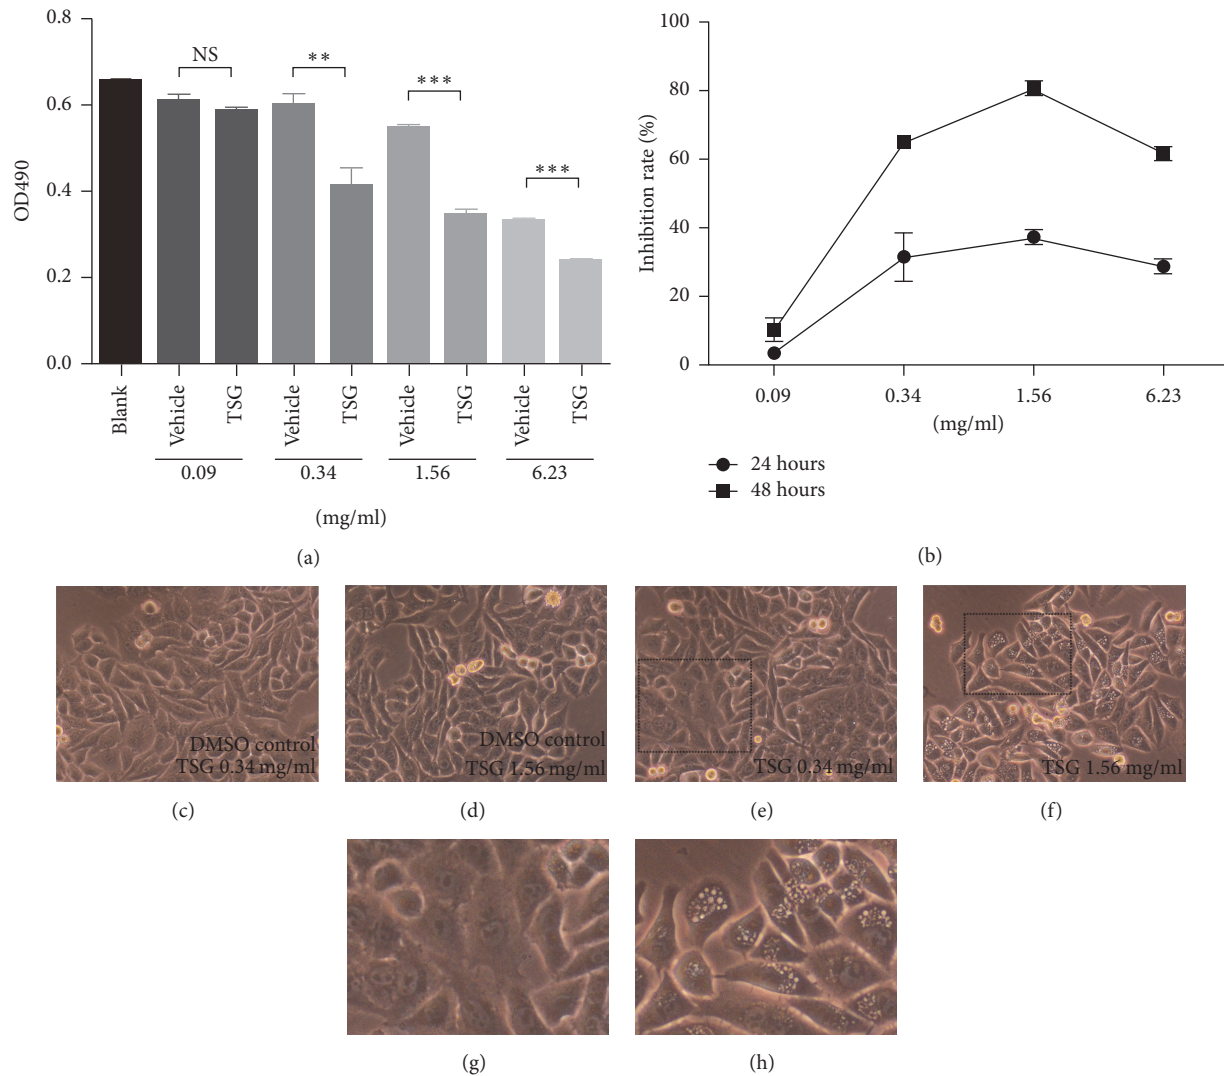 0.8
0.6
0.4
0.2
0.0
OD490
NS
**
***
***
Blank
Vehicle
TSG
Vehicle
TSG
Vehicle
TSG
Vehicle
TSG
0.09
0.34
1.56
6.23
(mg/ml)
(a)
100
80
60
40
20
0
Inhibition rate (%)
0.09
0.34
1.56
6.23
(mg/ml)
24 hours
48 hours
(b)
DMSO control
TSG 0.34 mg/ml
(c)
DMSO control
TSG 1.56 mg/ml
(d)
TSG 0.34 mg/ml
(e)
TSG 1.56 mg/ml
(f)
(g)
(h)